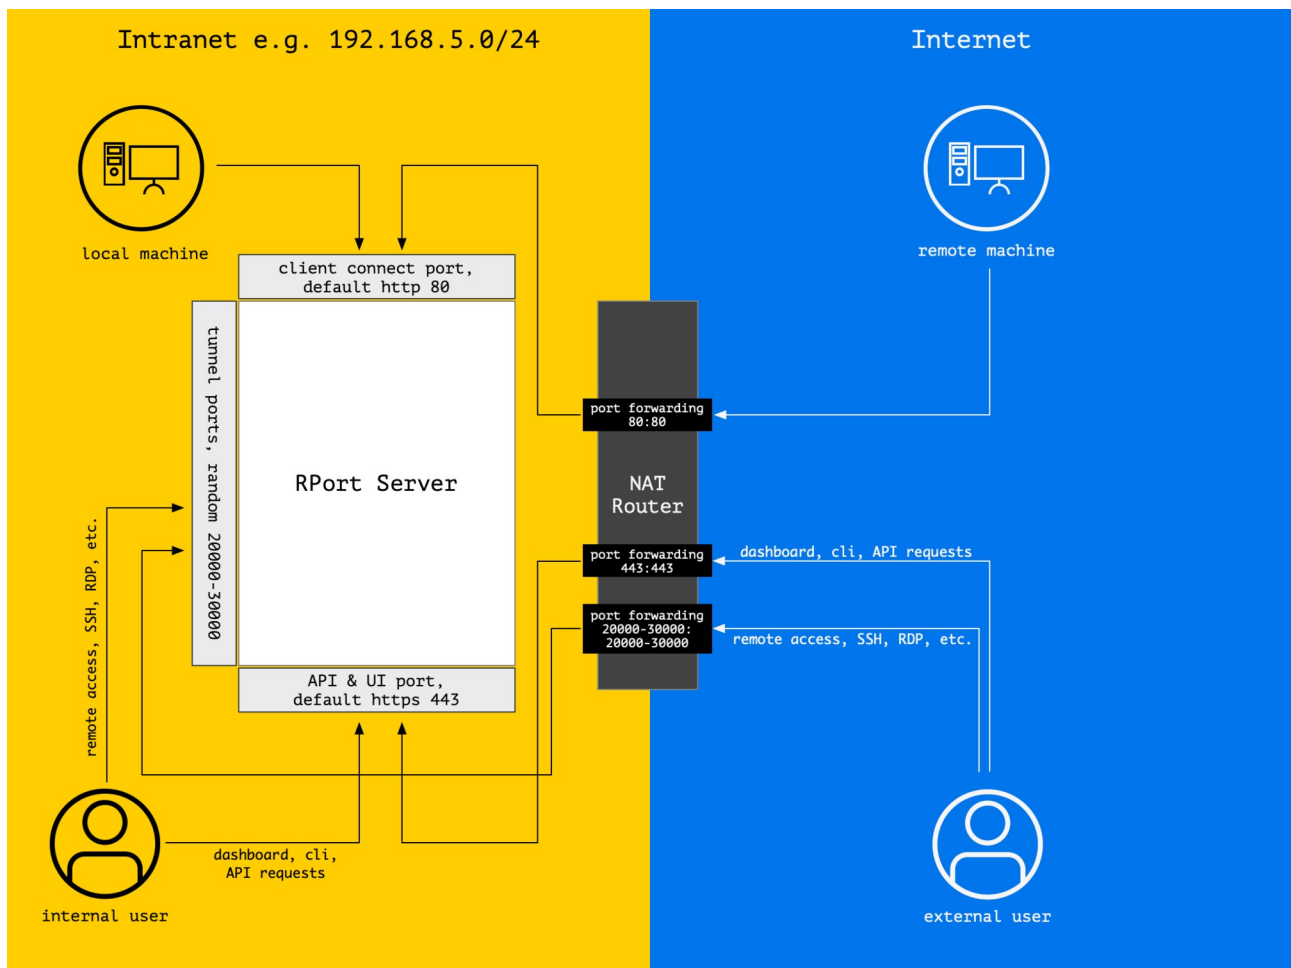 Intranet e.g. 192.168.5.0/24
Internet
local machine
remote machine
client connect port,
default http 80
tunnel ports, random 20000-30000
port forwarding
80:80
RPort Server
NAT
Router
port forwarding
443:443
dashboard, cli, API requests
port forwarding
20000-30000:
20000-30000
remote access, SSH, RDP, etc.
remote access, SSH, RDP, etc.
API & UI port,
default https 443
dashboard, cli,
API requests
internal user
external user